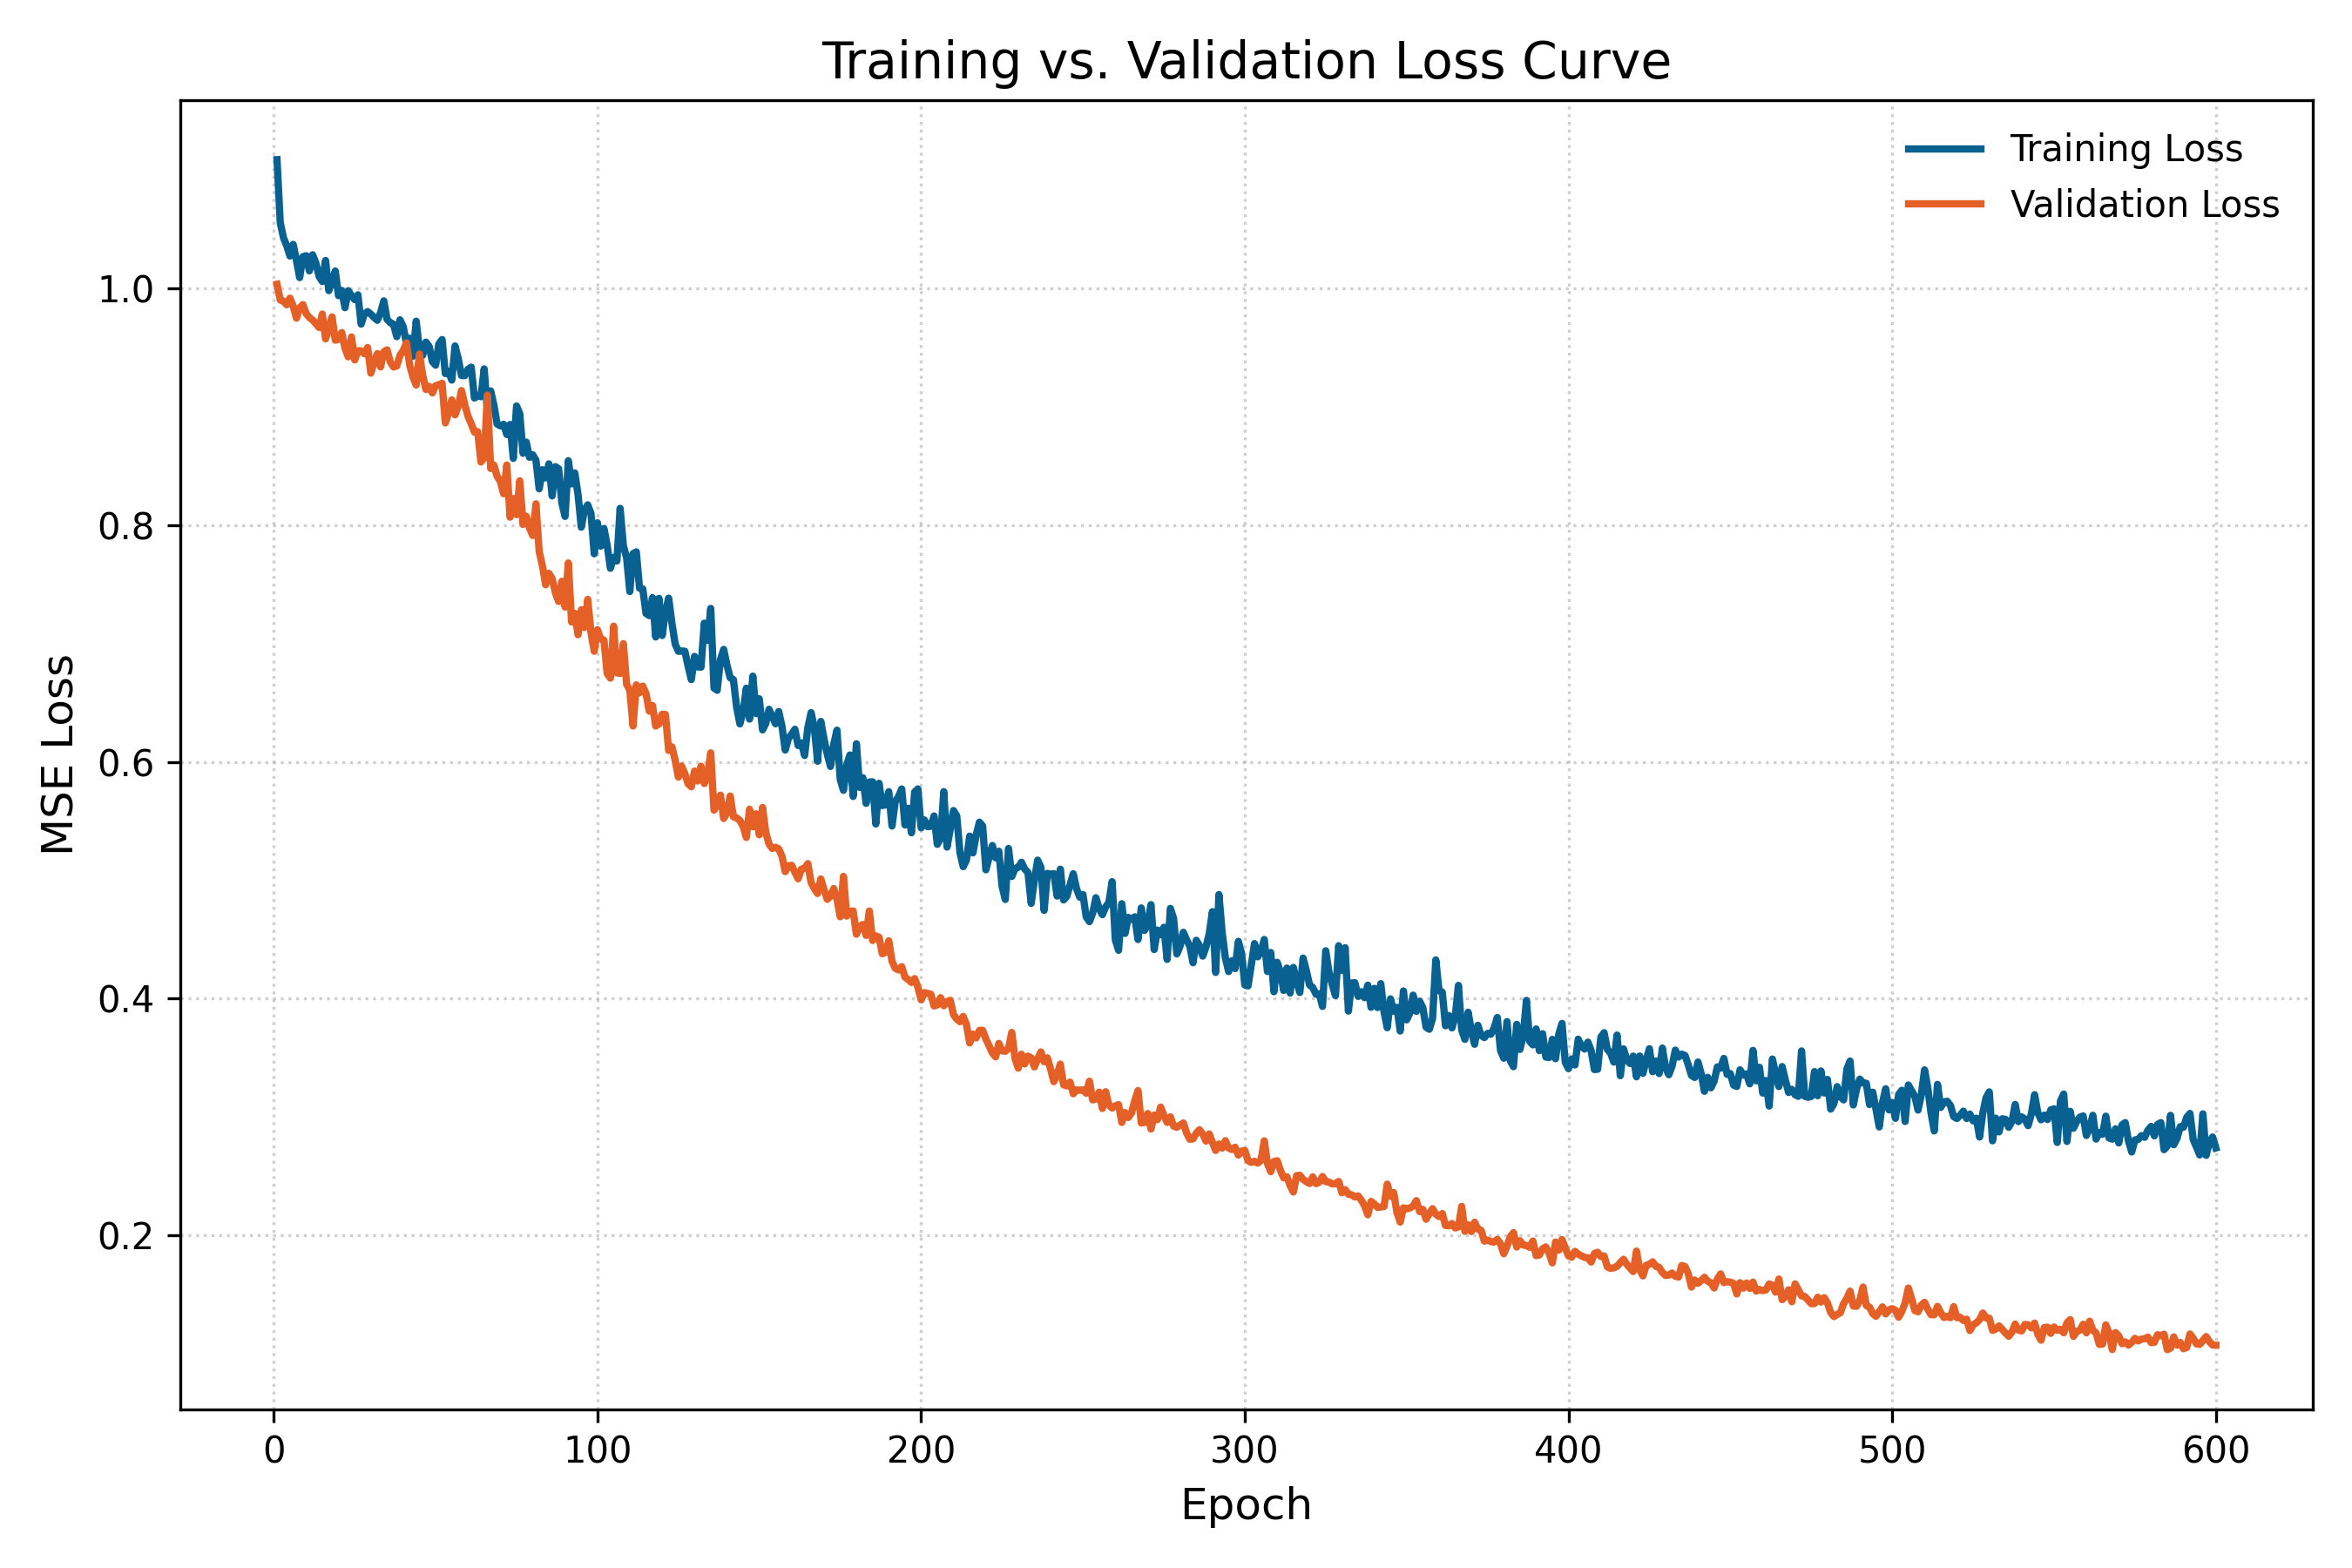 Training vs. Validation Loss Curve
Training Loss
Validation Loss
1.0
0.8
0.6
0.4
0.2
MSE Loss
0 100 200 300 400 500 600
Epoch